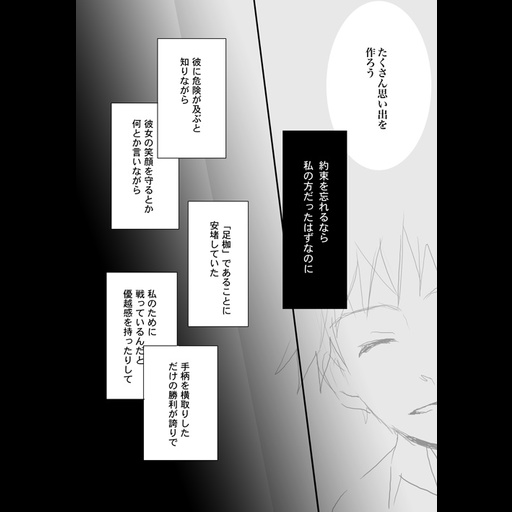 たくさん思い出を
作ろう
約束を忘れるなら
私の方だったはずなのに
彼に危険が及ぶと
知りながら
彼女の笑顔を守るとか
何とか言いながら
「足枷」であることに
安堵していた
私のために
戦っているんだと
優越感を持ったりして
手柄を横取りした
だけの勝利が誇りで